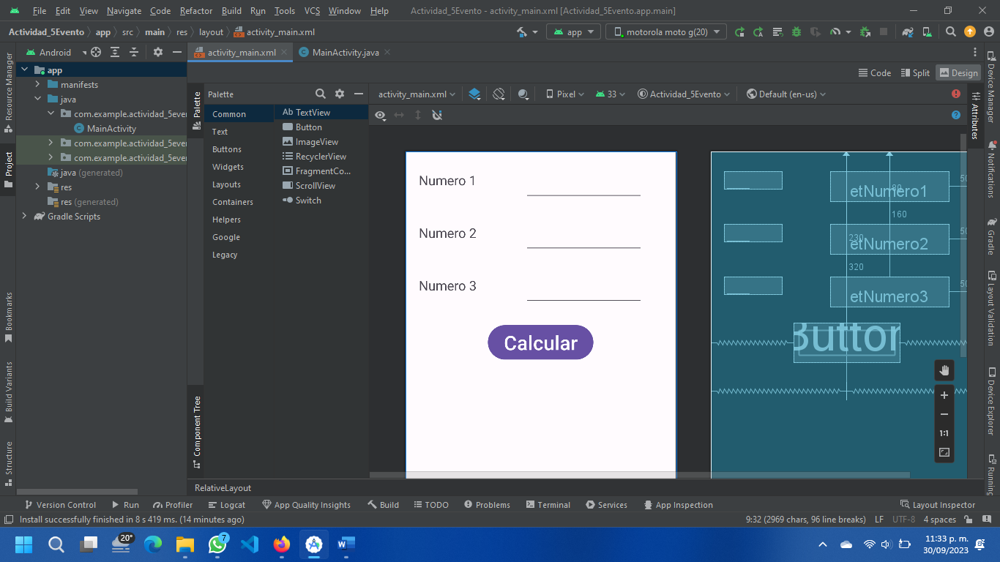 File Edit View Navigate Code Refactor Build Run Tools VCS Window Help Actividad_5Evento - activity_main.xml [Actividad_5Evento.app.main]
Actividad_5Evento app src main res layout activity_main.xml app motorola moto g(20)
Android activity_main.xml MainActivity.java
Code Split Design
Resource Manager
Project
Bookmarks
Build Variants
Structure
app
manifests
java
com.example.actividad_5ever
MainActivity
com.example.actividad_5ever
com.example.actividad_5ever
java (generated)
res
res (generated)
Gradle Scripts
Palette
Component Tree
Palette
Common
Text
Buttons
Widgets
Layouts
Containers
Helpers
Google
Legacy
Ab TextView
Button
ImageView
RecyclerView
FragmentCo...
ScrollView
Switch
activity_main.xml Pixel 33 Actividad_5Evento Default (en-us)
Numero 1
Numero 2
Numero 3
Calcular
etNumero1
80
50
160
etNumero2
230
50
320
etNumero3
50
Button
1:1
Attributes
Device Manager
Notifications
Gradle
Layout Validation
Device Explorer
Running
RelativeLayout
Version Control Run Profiler Logcat App Quality Insights Build TODO Problems Terminal Services App Inspection Layout Inspector
Install successfully finished in 8 s 419 ms. (14 minutes ago) 9:32 (2969 chars, 96 line breaks) LF UTF-8 4 spaces
20° 7 11:33 p. m.
30/09/2023